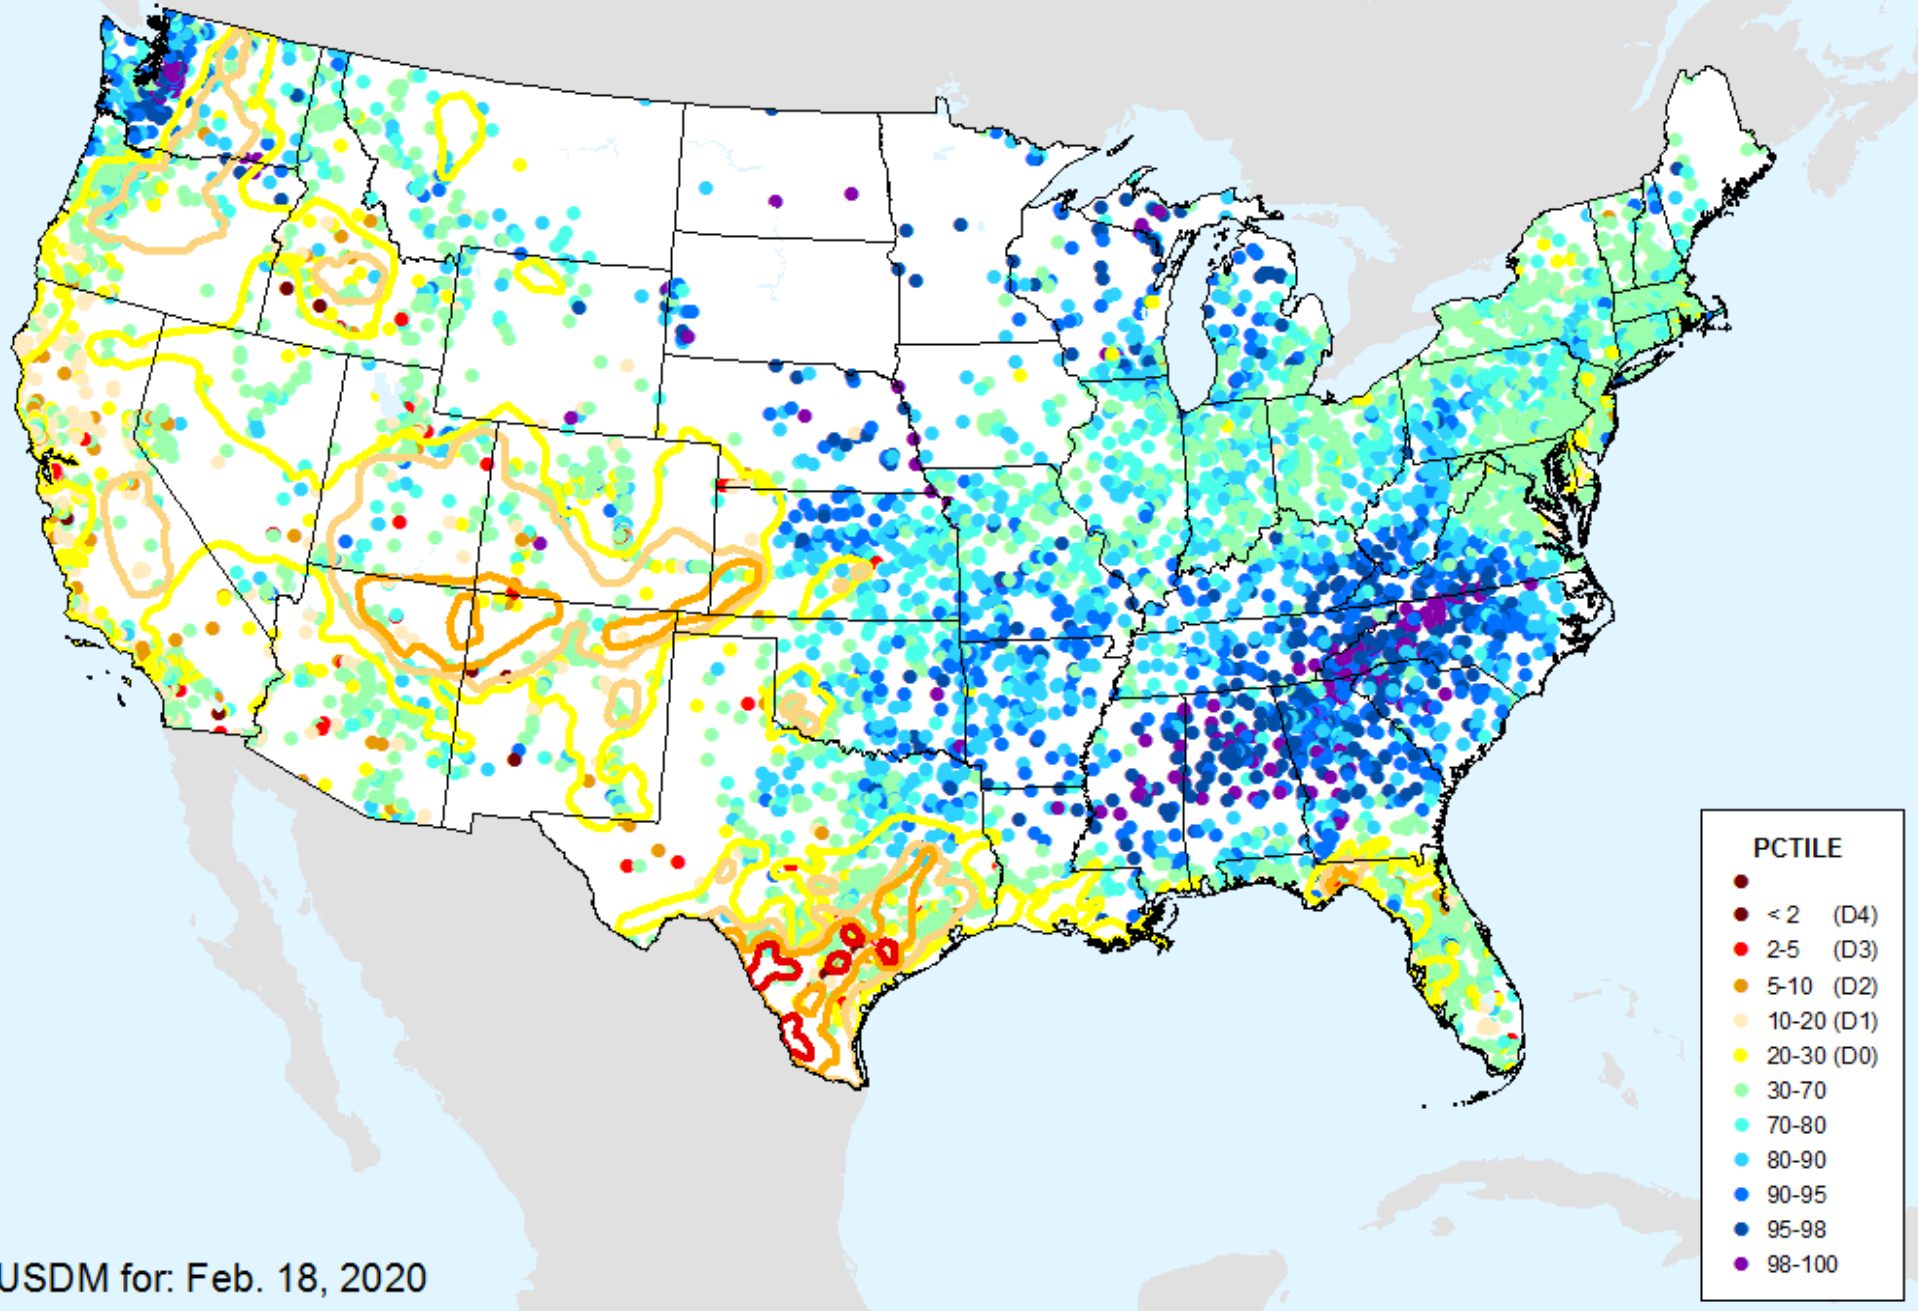 PCTILE
< 2 (D4)
2-5 (D3)
5-10 (D2)
10-20 (D1)
20-30 (D0)
30-70
70-80
80-90
90-95
95-98
98-100
USDM for: Feb. 18, 2020